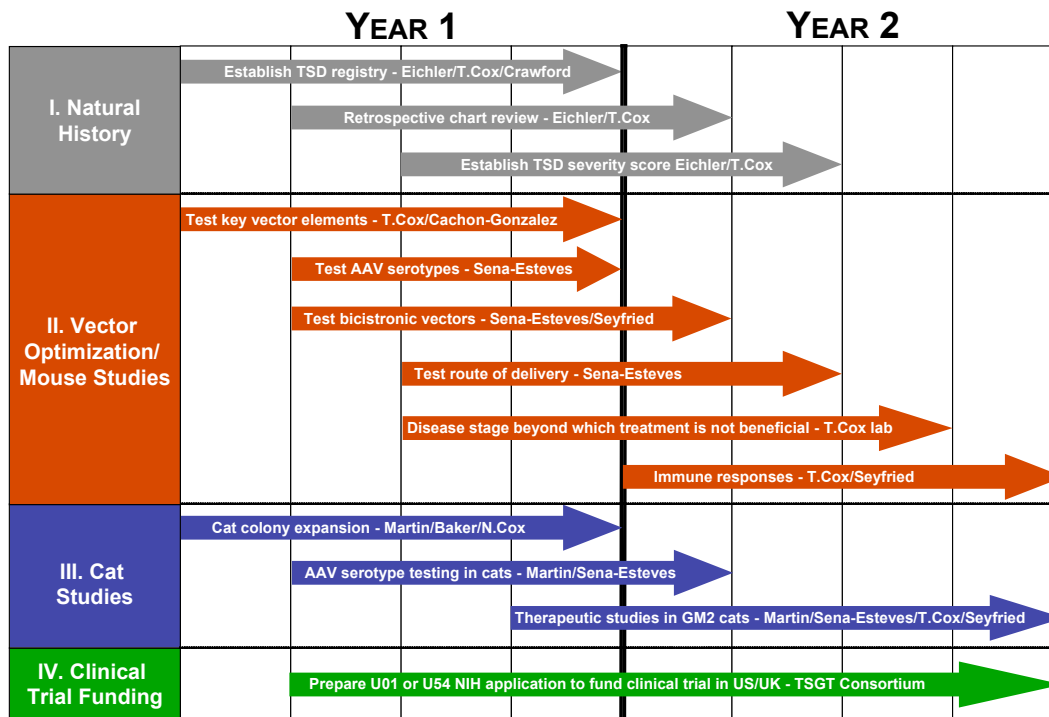 YEAR 1
YEAR 2
I. Natural
History
Establish TSD registry - Eichler/T.Cox/Crawford
Retrospective chart review - Eichler/T.Cox
Establish TSD severity score Eichler/T.Cox
II. Vector
Optimization/
Mouse Studies
Test key vector elements - T.Cox/Cachon-Gonzalez
Test AAV serotypes - Sena-Esteves
Test bicistronic vectors - Sena-Esteves/Seyfried
Test route of delivery - Sena-Esteves
Disease stage beyond which treatment is not beneficial - T.Cox lab
Immune responses - T.Cox/Seyfried
III. Cat
Studies
Cat colony expansion - Martin/Baker/N.Cox
AAV serotype testing in cats - Martin/Sena-Esteves
Therapeutic studies in GM2 cats - Martin/Sena-Esteves/T.Cox/Seyfried
IV. Clinical
Trial Funding
Prepare U01 or U54 NIH application to fund clinical trial in US/UK - TSGT Consortium